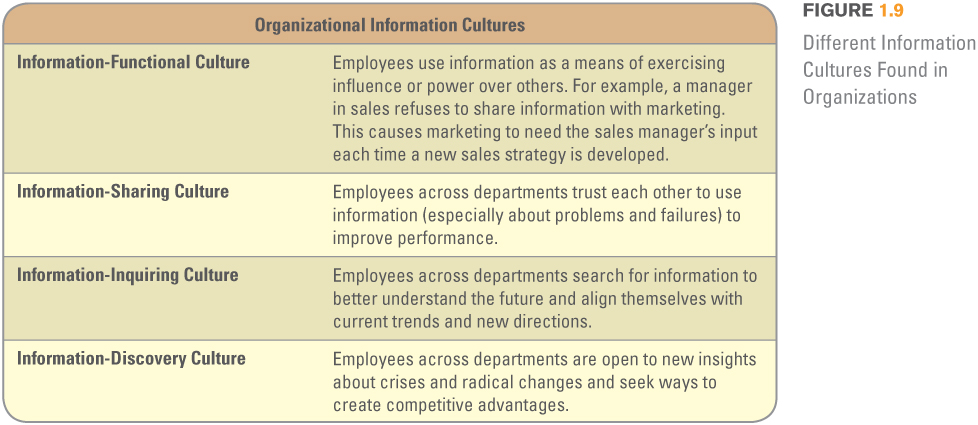 Organizational Information Cultures
Information-Functional Culture
Employees use information as a means of exercising
influence or power over others. For example, a manager
in sales refuses to share information with marketing.
This causes marketing to need the sales manager's input
each time a new sales strategy is developed.
Information-Sharing Culture
Employees across departments trust each other to use
information (especially about problems and failures) to
improve performance.
Information-Inquiring Culture
Employees across departments search for information to
better understand the future and align themselves with
current trends and new directions.
Information-Discovery Culture
Employees across departments are open to new insights
about crises and radical changes and seek ways to
create competitive advantages.
FIGURE 1.9
Different Information
Cultures Found in
Organizations